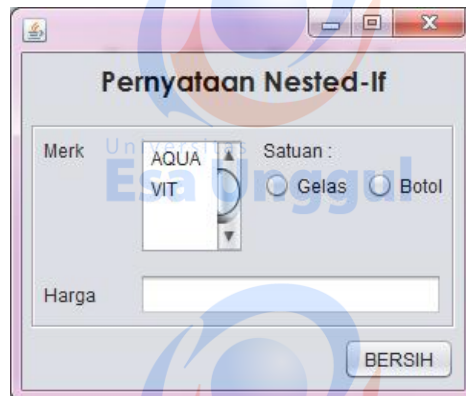 Pernyataan Nested-If
Merk
AQUA
VIT
Satuan :
Gelas
Botol
Universitas
Esa Unggul
Harga
BERSIH